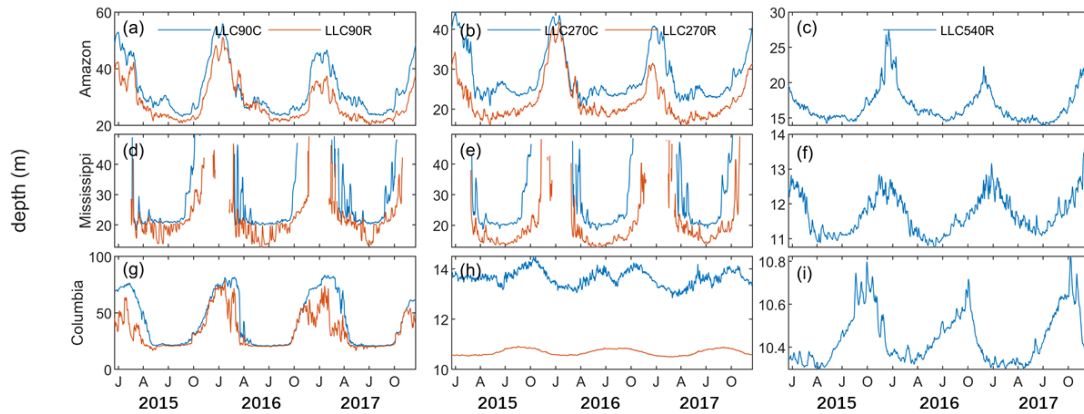 (a) LLC90C LLC90R
(b) LLC270C LLC270R
(c) LLC540R
Amazon
60
40
20
40
30
20
25
20
15
depth (m)
(d)
(e)
(f)
Mississippi
40
30
20
40
30
20
14
13
12
11
(g)
(h)
(i)
Columbia
100
50
0
14
12
10
10.8
10.6
10.4
J A J O J A J O J A J O
J A J O J A J O J A J O
J A J O J A J O J A J O
2015 2016 2017
2015 2016 2017
2015 2016 2017